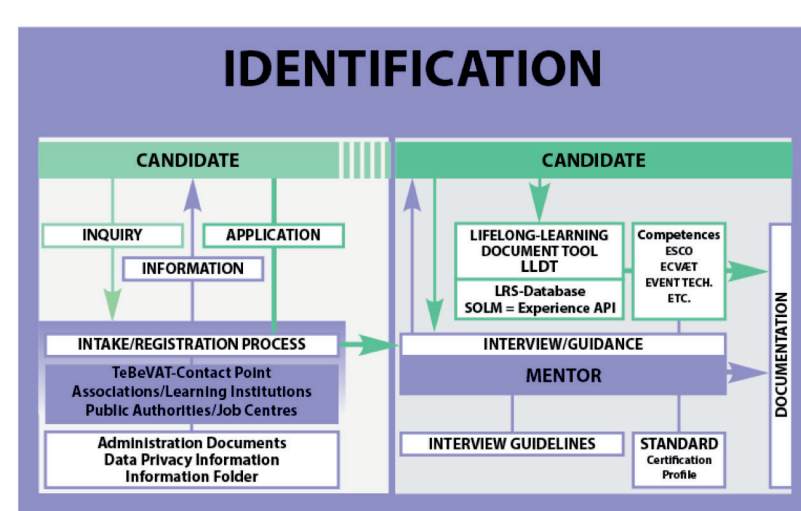 IDENTIFICATION
CANDIDATE
INQUIRY
APPLICATION
INFORMATION
INTAKE/REGISTRATION PROCESS
TeBeVAT-Contact Point
Associations/Learning Institutions
Public Authorities/Job Centres
Administration Documents
Data Privacy Information
Information Folder
CANDIDATE
LIFELONG-LEARNING
DOCUMENT TOOL
LLDT
LRS-Database
SOLM = Experience API
Competences
ESCO
ECVÆT
EVENT TECH.
ETC.
INTERVIEW/GUIDANCE
MENTOR
INTERVIEW GUIDELINES
STANDARD
Certification
Profile
DOCUMENTATION